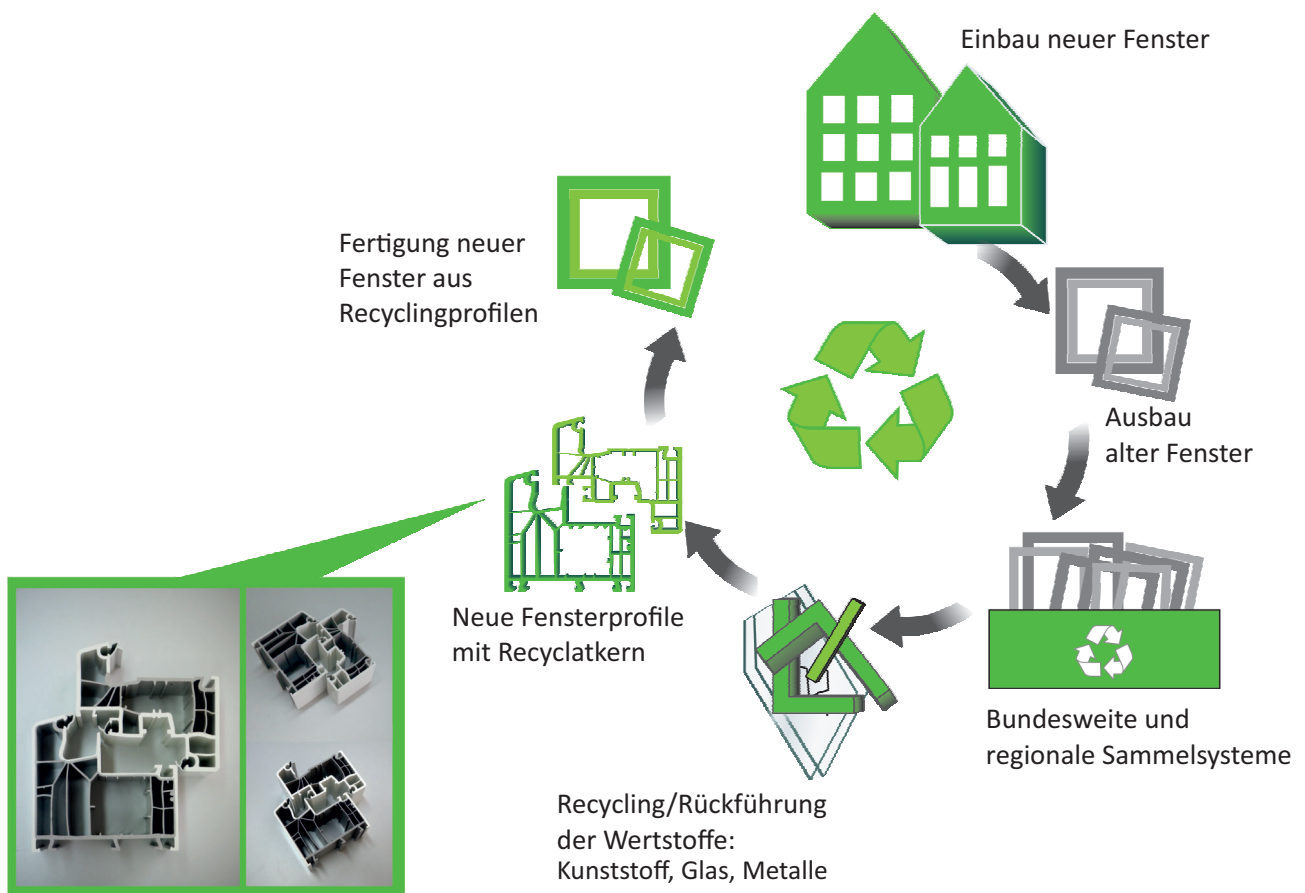 Einbau neuer Fenster
Ausbau
alter Fenster
Bundesweite und
regionale Sammelsysteme
Recycling/Rückführung
der Wertstoffe:
Kunststoff, Glas, Metalle
Neue Fensterprofile
mit Recyclatkern
Fertigung neuer
Fenster aus
Recyclingprofilen